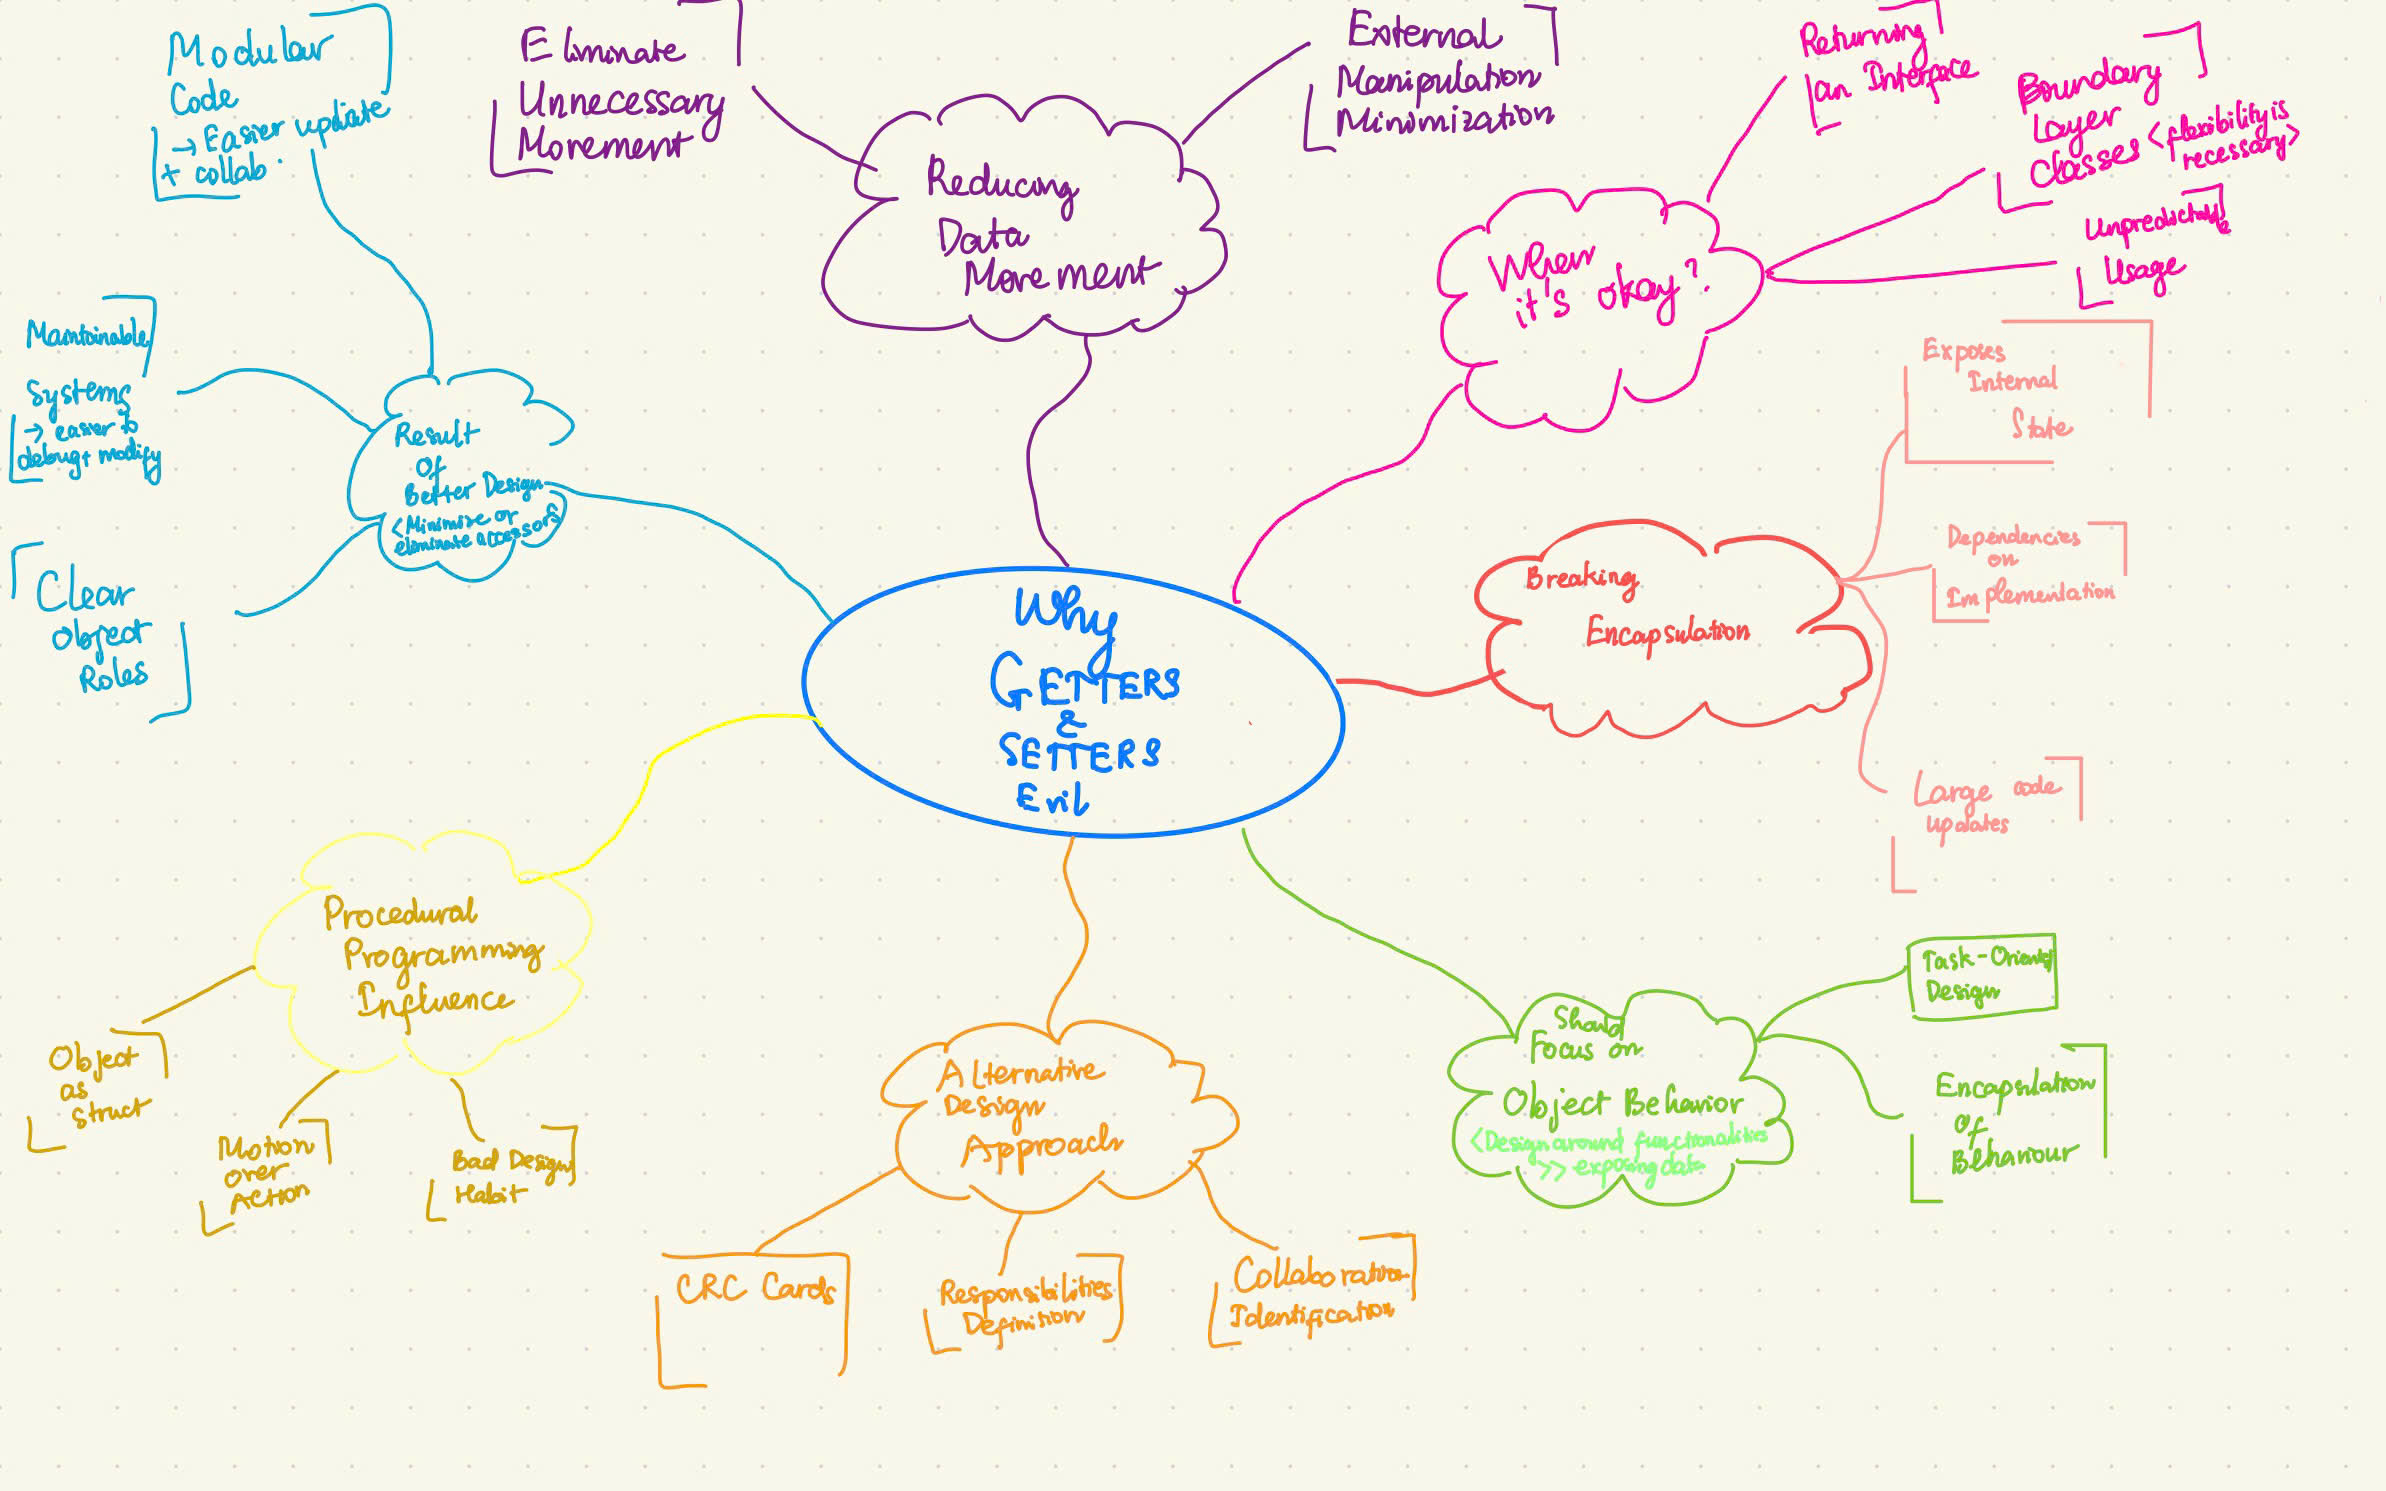 Modular
Code
→ Easier update
+ collab.
Eliminate
Unnecessary
Movement
External
Manipulation
Minimization
Returning
an Interface
Boundary
Layer
Classes <flexibility is
necessary>
Unpredictable
Usage
Reducing
Data
Movement
When
it's okay?
Maintainable
Systems
→ easier to
debug + modify
Result
Of
Better Design
<Minimize or
eliminate accessors>
Exposes
Internal
State
Dependencies
on
Implementation
Breaking
Encapsulation
Clear
Object
Roles
Why
GETTERS
&
SETTERS
Evil
Large code
updates
Procedural
Programming
Influence
Object
as
struct
Motion
over
Action
Bad Design
Habit
Alternative
Design
Approach
CRC Cards
Responsibilities
Definition
Collaboration
Identification
Should
Focus on
Object Behavior
<Design around functionalities
>> exposing data
Task-Oriented
Design
Encapsulation
Of
Behaviour